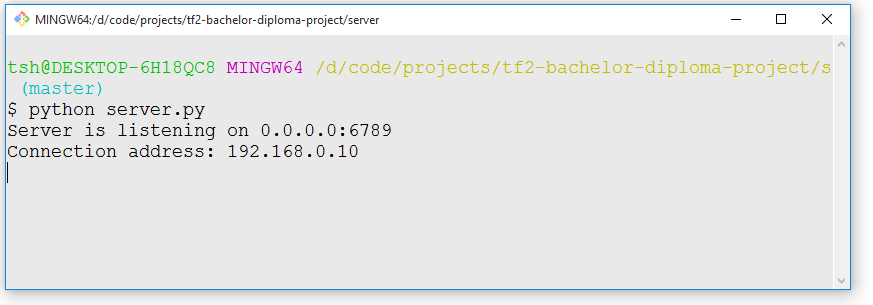 MINGW64:/d/code/projects/tf2-bachelor-diploma-project/server
tsh@DESKTOP-6H18QC8 MINGW64 /d/code/projects/tf2-bachelor-diploma-project/s
(master)
$ python server.py
Server is listening on 0.0.0.0:6789
Connection address: 192.168.0.10